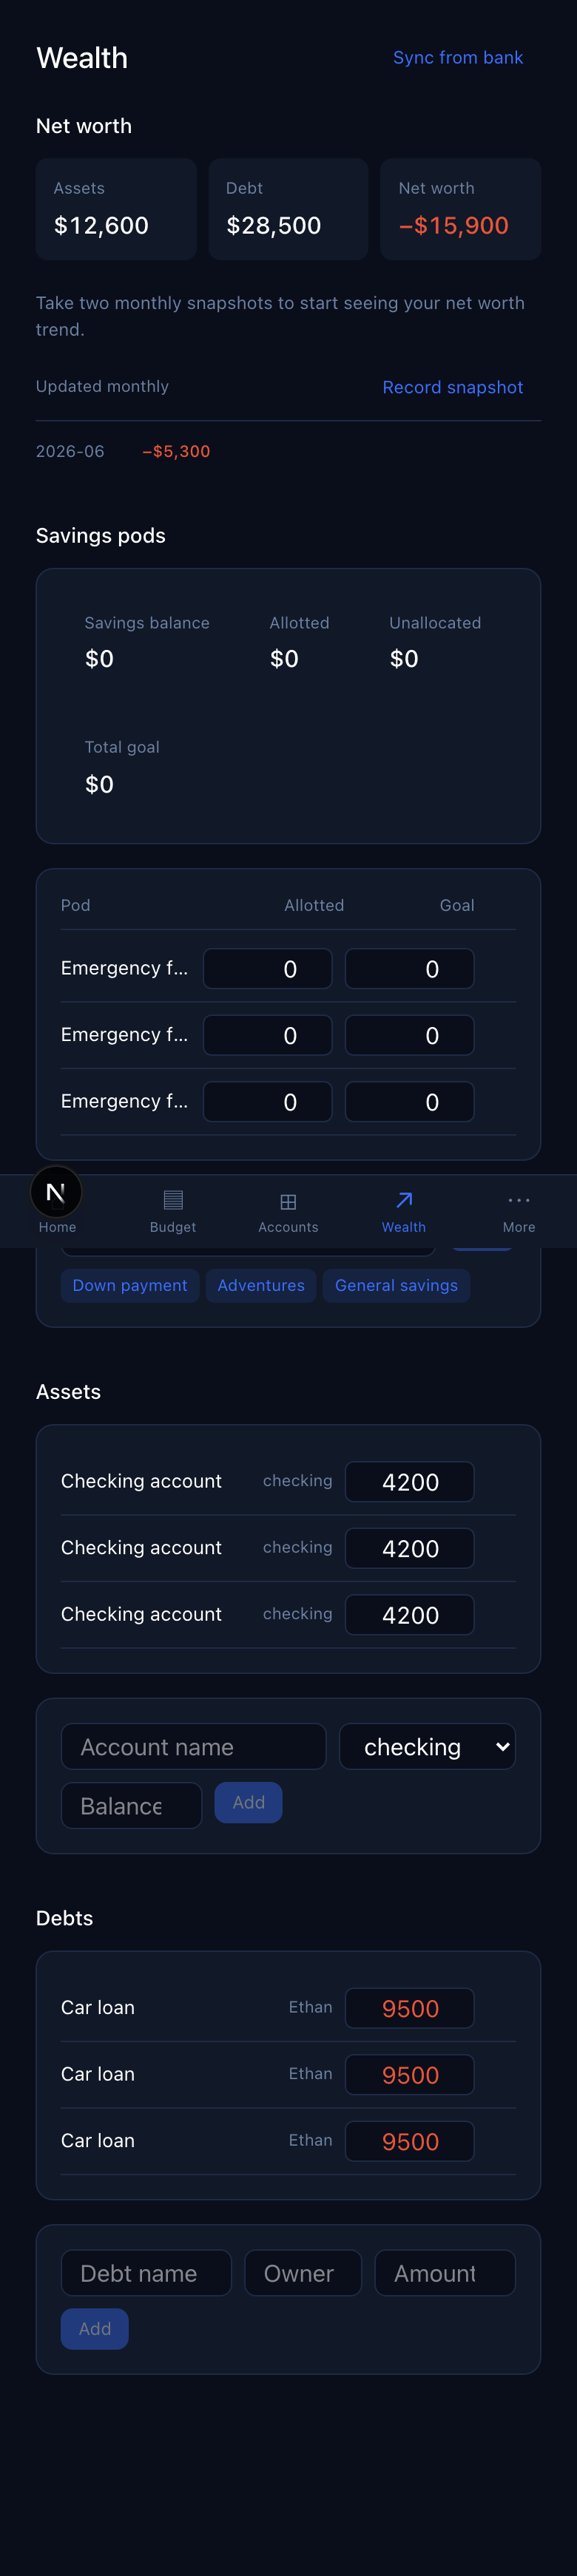 Wealth
Sync from bank
Net worth
Assets
Debt
Net worth
$12,600
$28,500
–$15,900
Take two monthly snapshots to start seeing your net worth
trend.
Updated monthly
Record snapshot
2026-06
–$5,300
Savings pods
Savings balance
Allotted
Unallocated
$0
$0
$0
Total goal
$0
Pod
Allotted
Goal
Emergency f...
0
0
Emergency f...
0
0
Emergency f...
0
0
N
Home
Budget
Accounts
Wealth
More
Down payment
Adventures
General savings
Assets
Checking account
checking
4200
Checking account
checking
4200
Checking account
checking
4200
Account name
checking
Balance
Add
Debts
Car loan
Ethan
9500
Car loan
Ethan
9500
Car loan
Ethan
9500
Debt name
Owner
Amount
Add